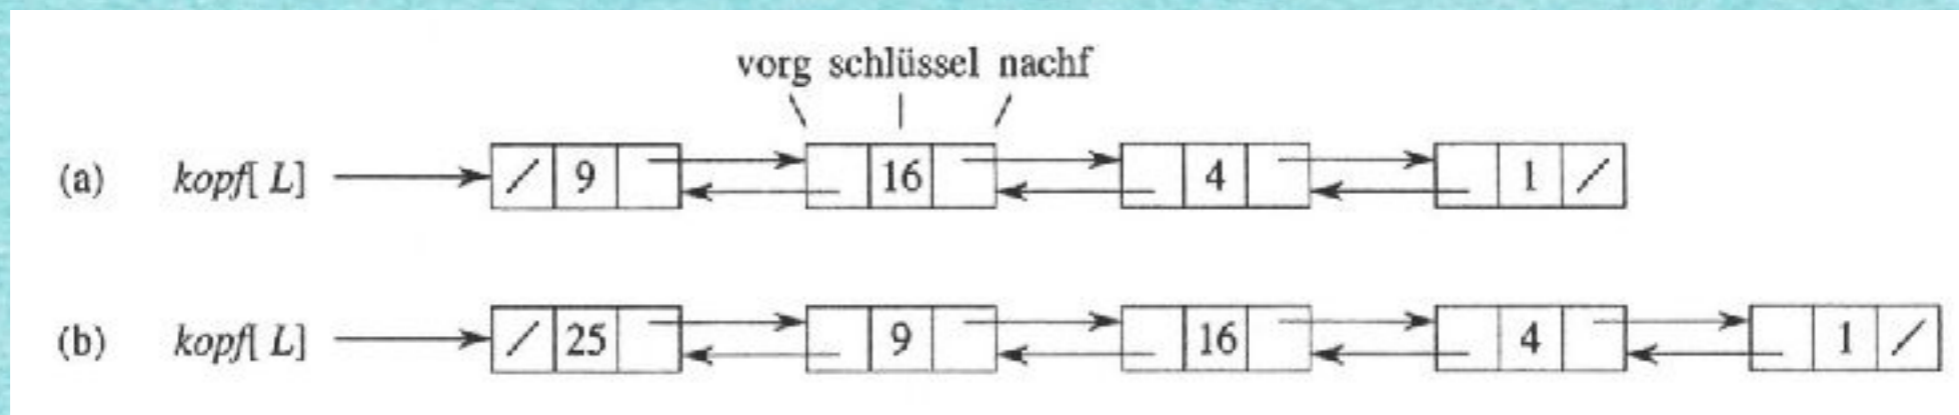 vorg schlüssel nachf
(a) kopf[ L] / 9 16 4 1 /
(b) kopf[ L] / 25 9 16 4 1 /